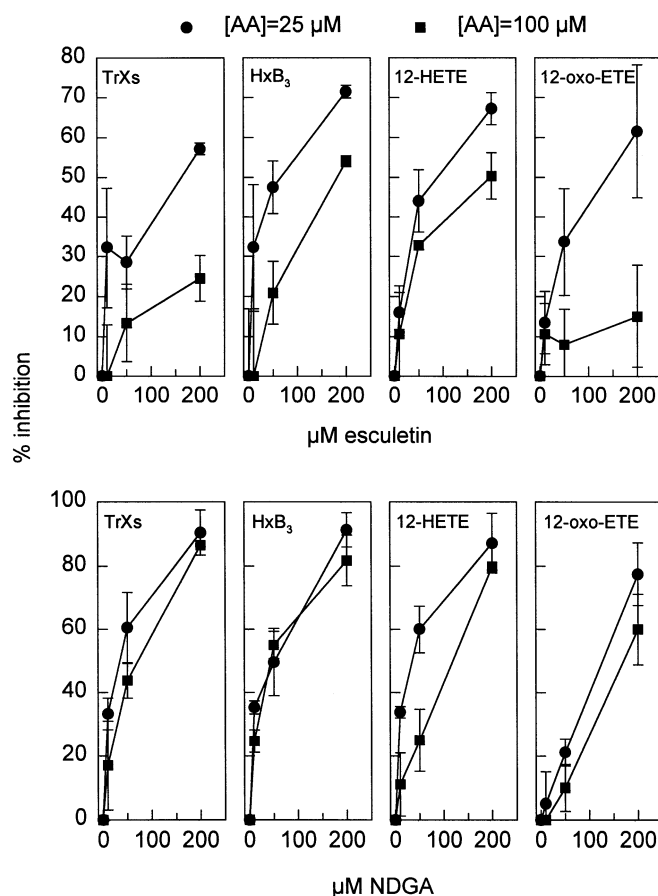 ● [AA]=25 µM ■ [AA]=100 µM
TrXs HxB3 12-HETE 12-oxo-ETE
80
70
60
50
40
30
20
10
0
0 100 200 0 100 200 0 100 200 0 100 200
µM esculetin
% inhibition
TrXs HxB3 12-HETE 12-oxo-ETE
100
80
60
40
20
0
0 100 200 0 100 200 0 100 200 0 100 200
µM NDGA